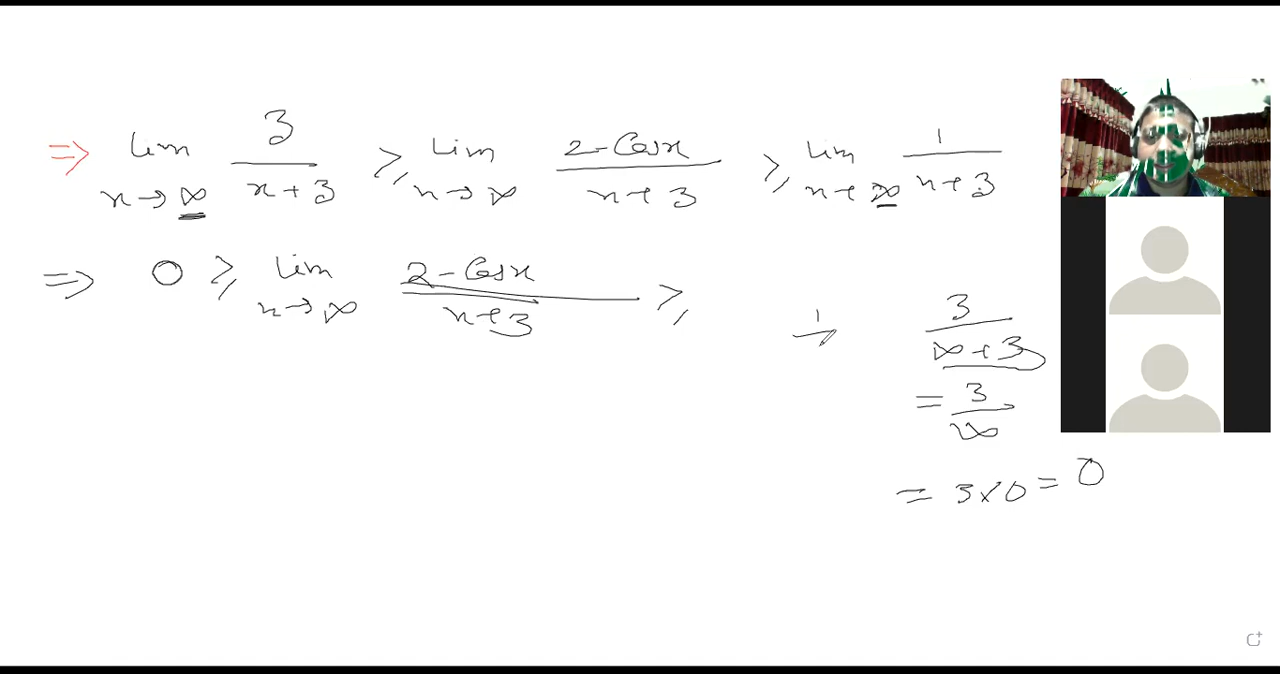 ⇒ lim x→∞ 3/(x+3) ≥ lim x→∞ (2-Cosx)/(x+3) ≥ lim x→∞ 1/(x+3)
⇒ 0 ≥ lim x→∞ (2-Cosx)/(x+3) ≥ 1/
3/(∞+3)
= 3/∞
= 3×0 = 0